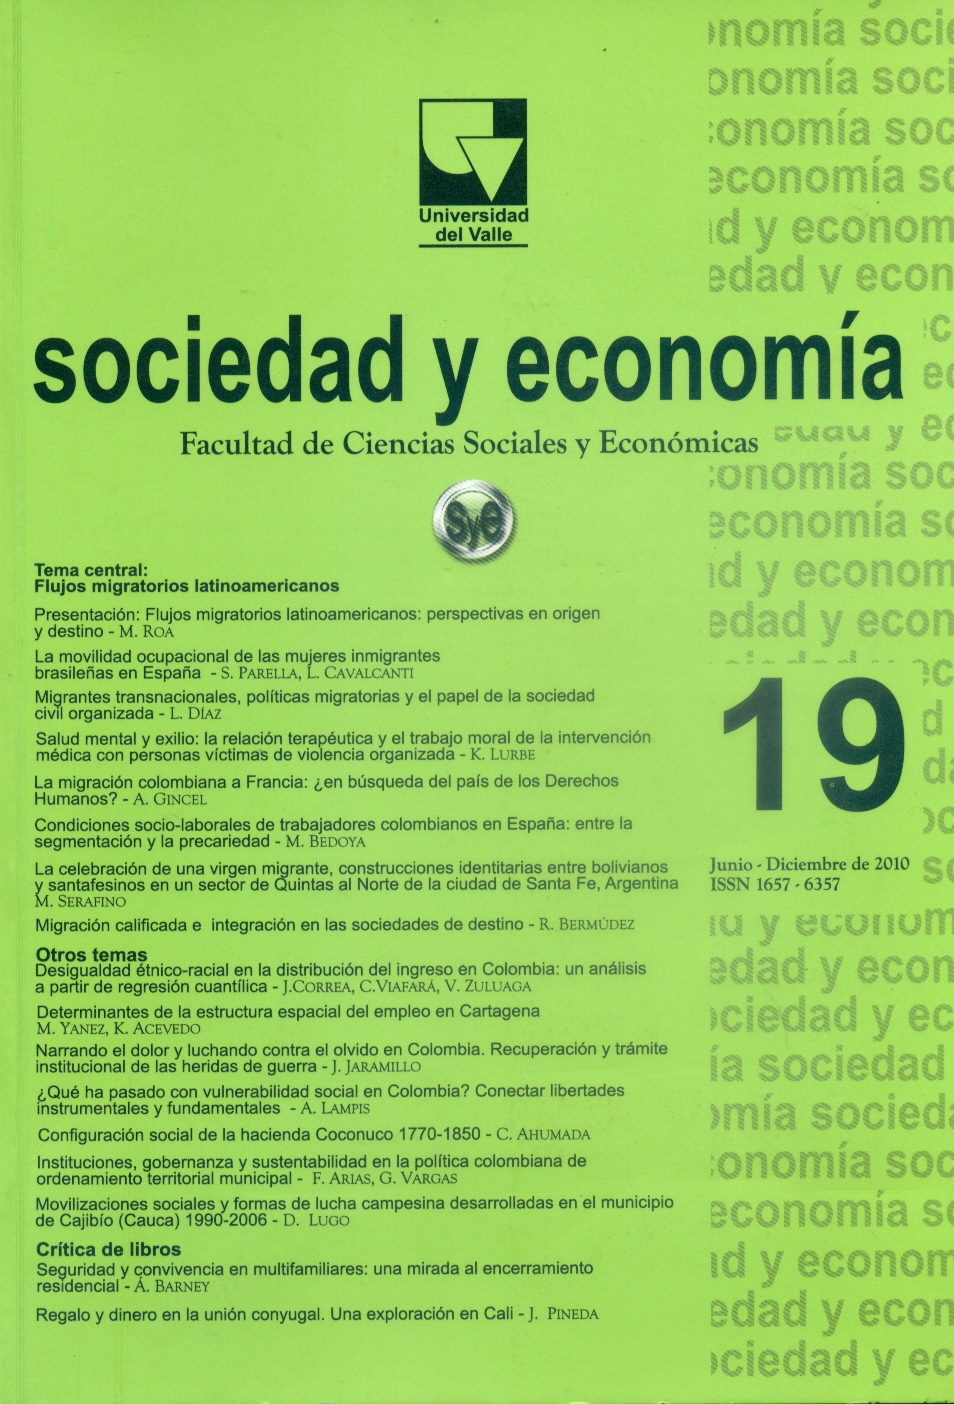 Universidad
del Valle
sociedad y economía
Facultad de Ciencias Sociales y Económicas
sye
Tema central:
Flujos migratorios latinoamericanos
Presentación: Flujos migratorios latinoamericanos: perspectivas en origen
y destino - M. ROA
La movilidad ocupacional de las mujeres inmigrantes
brasileñas en España - S. PARELLA, L. CAVALCANTI
Migrantes transnacionales, políticas migratorias y el papel de la sociedad
civil organizada - L. DÍAZ
Salud mental y exilio: la relación terapéutica y el trabajo moral de la intervención
médica con personas víctimas de violencia organizada - K. LURBE
La migración colombiana a Francia: ¿en búsqueda del país de los Derechos
Humanos? - A. GINCEL
Condiciones socio-laborales de trabajadores colombianos en España: entre la
segmentación y la precariedad - M. BEDOYA
La celebración de una virgen migrante, construcciones identitarias entre bolivianos
y santafesinos en un sector de Quintas al Norte de la ciudad de Santa Fe, Argentina
M. SERAFINO
Migración calificada e integración en las sociedades de destino - R. BERMÚDEZ
Otros temas
Desigualdad étnico-racial en la distribución del ingreso en Colombia: un análisis
a partir de regresión cuantílica - J.CORREA, C.VIAFARÁ, V. ZULUAGA
Determinantes de la estructura espacial del empleo en Cartagena
M. YANEZ, K. ACEVEDO
Narrando el dolor y luchando contra el olvido en Colombia. Recuperación y trámite
institucional de las heridas de guerra - J. JARAMILLO
¿Qué ha pasado con vulnerabilidad social en Colombia? Conectar libertades
instrumentales y fundamentales - A. LAMPIS
Configuración social de la hacienda Coconuco 1770-1850 - C. AHUMADA
Instituciones, gobernanza y sustentabilidad en la política colombiana de
ordenamiento territorial municipal - F. ARIAS, G. VARGAS
Movilizaciones sociales y formas de lucha campesina desarrolladas en el municipio
de Cajibío (Cauca) 1990-2006 - D. LUGO
Crítica de libros
Seguridad y convivencia en multifamiliares: una mirada al encerramiento
residencial - Á. BARNEY
Regalo y dinero en la unión conyugal. Una exploración en Cali - J. PINEDA
19
Junio - Diciembre de 2010
ISSN 1657 - 6357